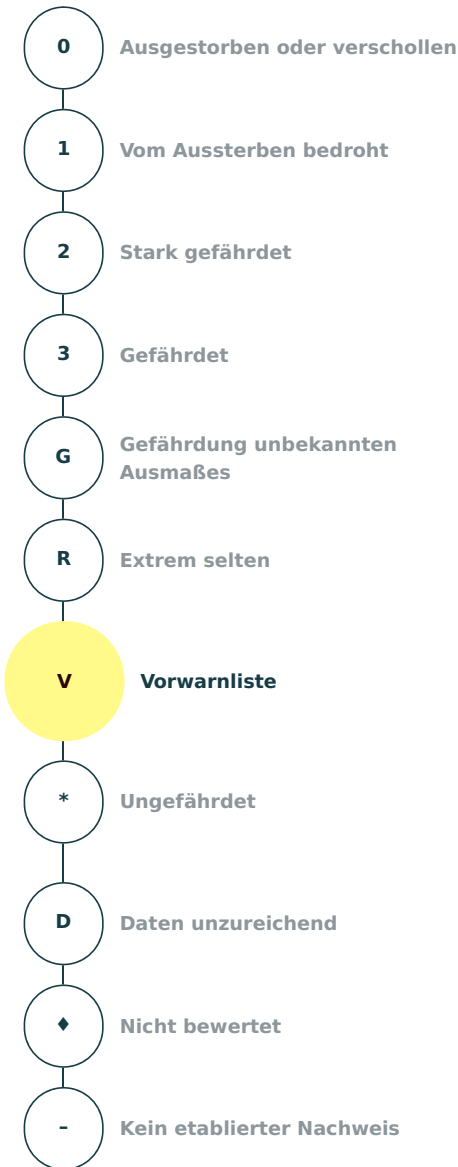 0 Ausgestorben oder verschollen
1 Vom Aussterben bedroht
2 Stark gefährdet
3 Gefährdet
G Gefährdung unbekannten
Ausmaßes
R Extrem selten
V Vorwarnliste
* Ungefährdet
D Daten unzureichend
♦ Nicht bewertet
– Kein etablierter Nachweis